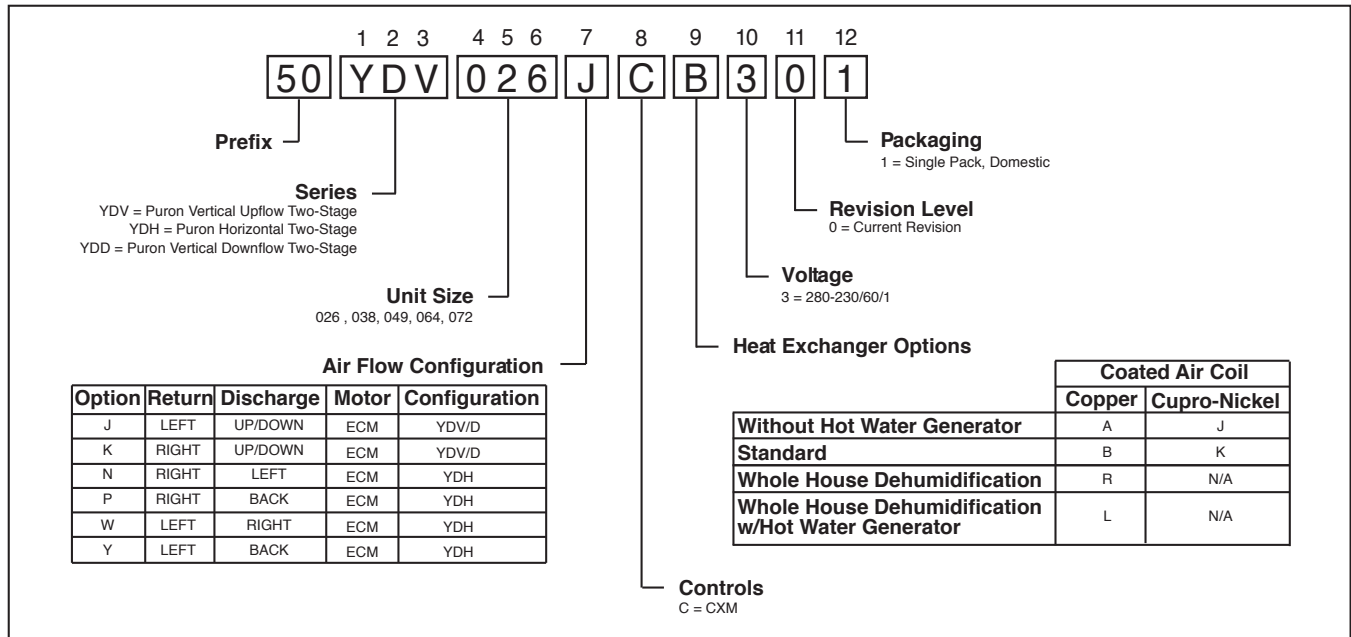 1 2 3 4 5 6 7 8 9 10 11 12
50 YDV 026 J C B 3 0 1
Prefix
Series
YDV = Puron Vertical Upflow Two-Stage
YDH = Puron Horizontal Two-Stage
YDD = Puron Vertical Downflow Two-Stage
Unit Size
026 , 038, 049, 064, 072
Air Flow Configuration
Option Return Discharge Motor Configuration
J LEFT UP/DOWN ECM YDV/D
K RIGHT UP/DOWN ECM YDV/D
N RIGHT LEFT ECM YDH
P RIGHT BACK ECM YDH
W LEFT RIGHT ECM YDH
Y LEFT BACK ECM YDH
Packaging
1 = Single Pack, Domestic
Revision Level
0 = Current Revision
Voltage
3 = 280-230/60/1
Heat Exchanger Options
Coated Air Coil
Copper Cupro-Nickel
Without Hot Water Generator A J
Standard B K
Whole House Dehumidification R N/A
Whole House Dehumidification
w/Hot Water Generator L N/A
Controls
C = CXM